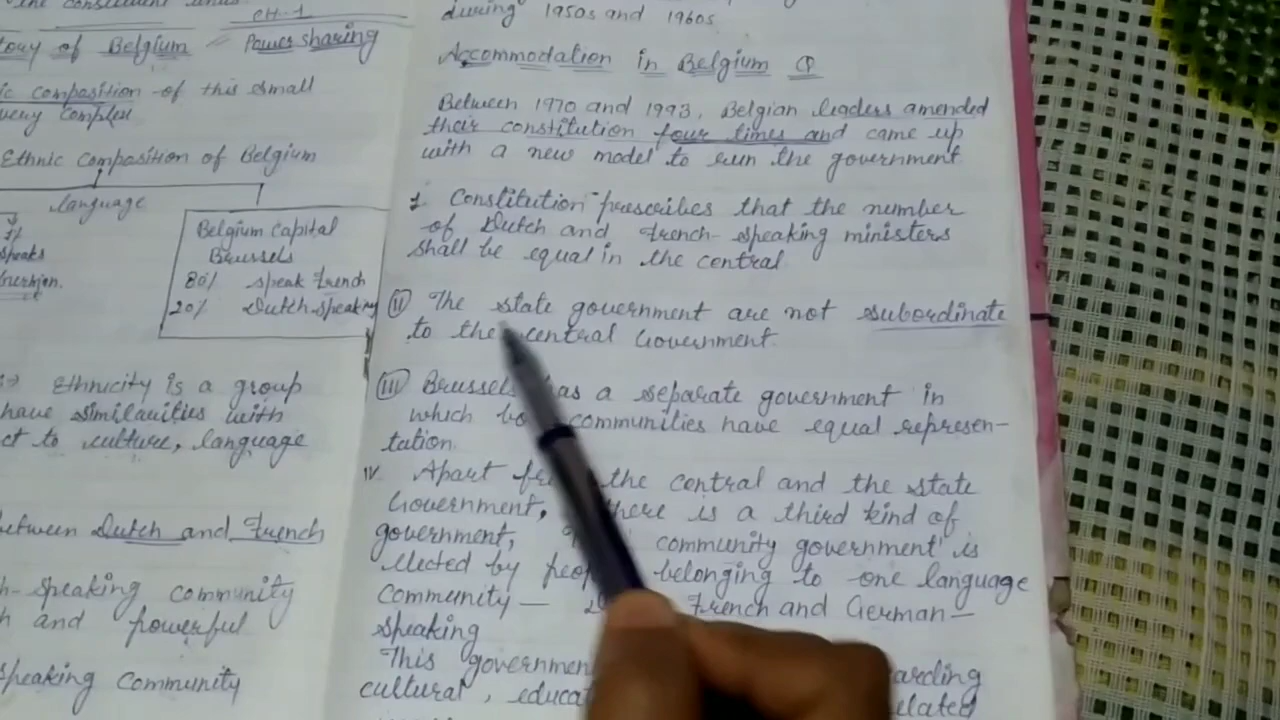 CH-1
tory of Belgium Power sharing
ic composition of this small
very complex
Ethnic composition of Belgium
language
speaks
Belgium Capital
Brussels
80% speak french
20% Dutch-speaking
Ethnicity is a group
have similarities with
ct to culture, language
between Dutch and french
h-speaking community
h and powerful
speaking community
during 1950s and 1960s
Accommodation in Belgium
Between 1970 and 1993, Belgian leaders amended
their constitution four times and came up
with a new model to run the government
1. Constitution prescribes that the number
of Dutch and french-speaking ministers
shall be equal in the central
(II) The state government are not subordinate
to the central Government.
(III) Brussels has a separate government in
which communities have equal represen-
tation.
IV. Apart the central and the state
Government, there is a third kind of
government, community government' is
elected by belonging to one language
community — french and German-
speaking
This
cultural,